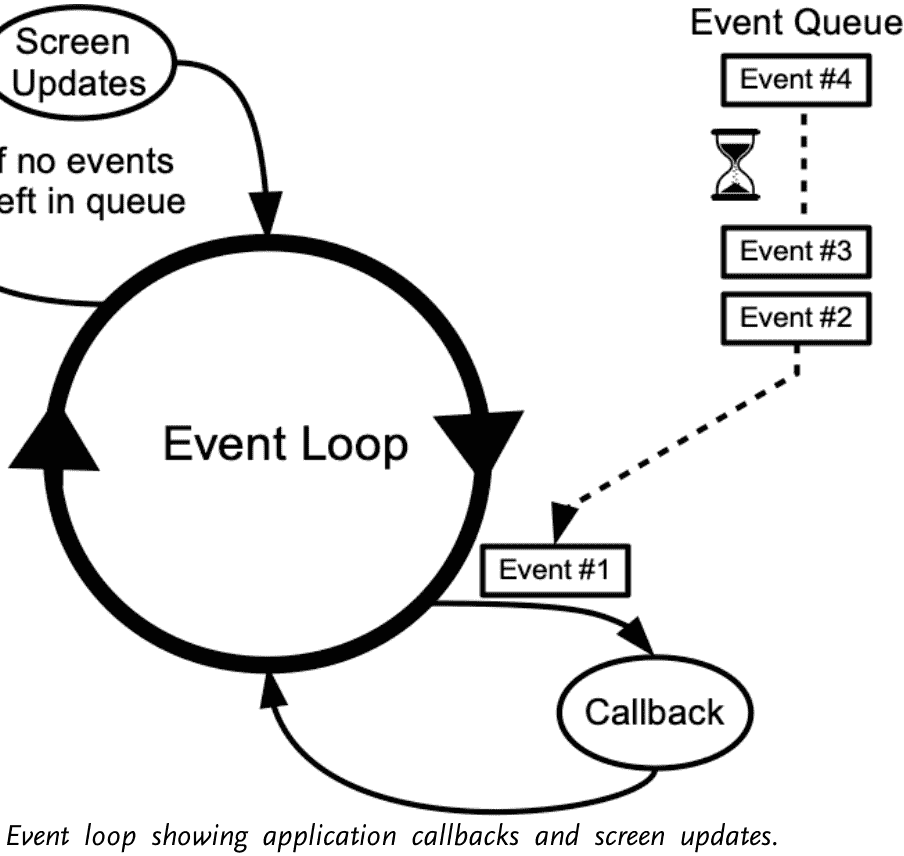 Event Queue
Screen
Updates
Event #4
f no events
eft in queue
Event #3
Event #2
Event Loop
Event #1
Callback
Event loop showing application callbacks and screen updates.